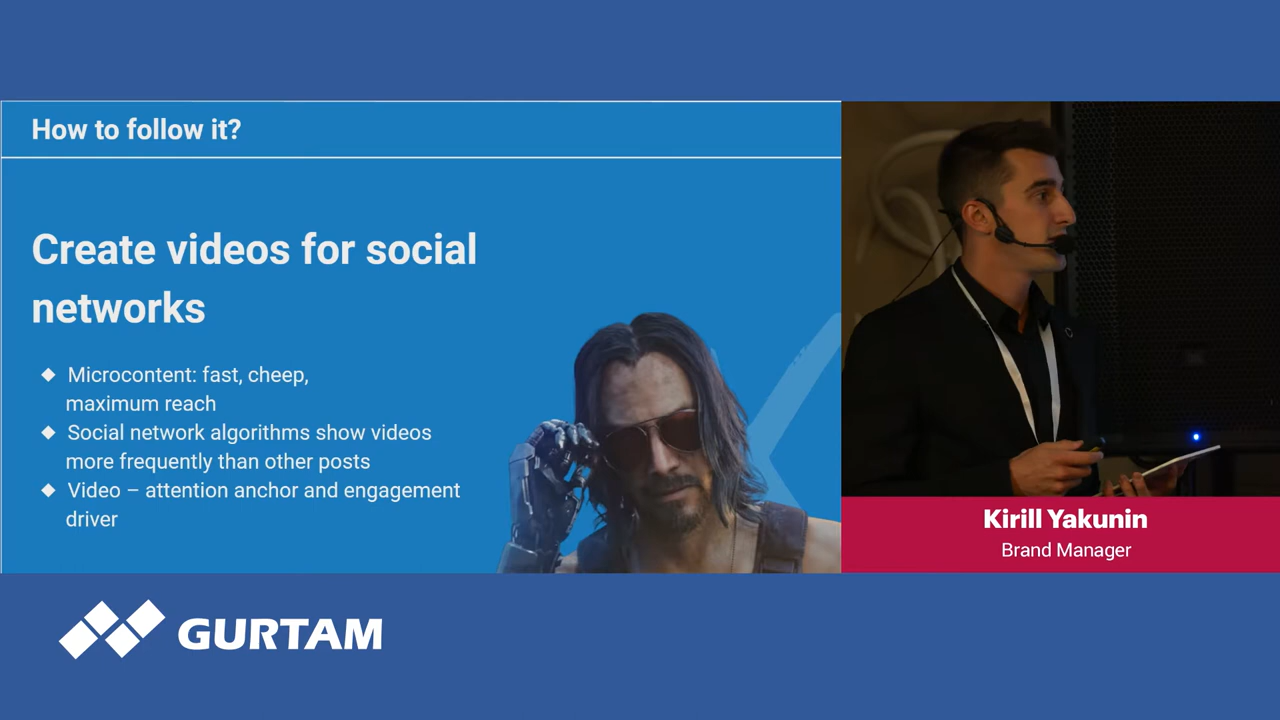 How to follow it?
Create videos for social
networks
◆ Microcontent: fast, cheep,
maximum reach
◆ Social network algorithms show videos
more frequently than other posts
◆ Video – attention anchor and engagement
driver
Kirill Yakunin
Brand Manager
GURTAM